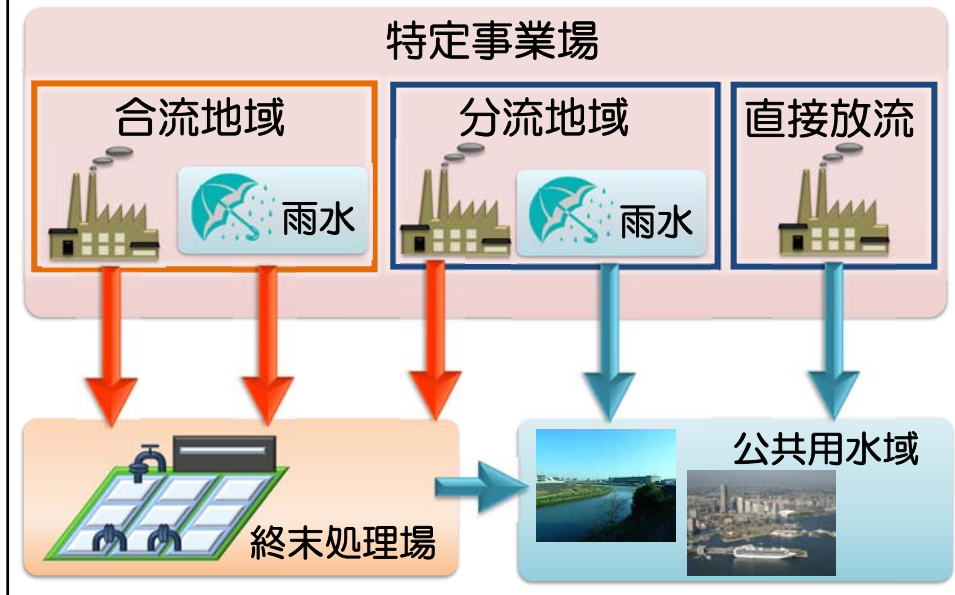 特定事業場
合流地域
分流地域
直接放流
雨水
雨水
終末処理場
公共用水域